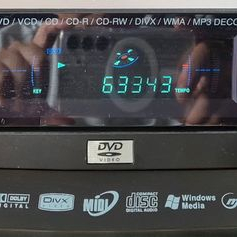 VD / VCD / CD / CD-R / CD-RW / DIVX / WMA / MP3 DECO
63343
KEY
TEMPO
DVD
VIDEO
DOLBY DIGITAL
DIVX
MIDI
COMPACT disc DIGITAL AUDIO
Windows Media